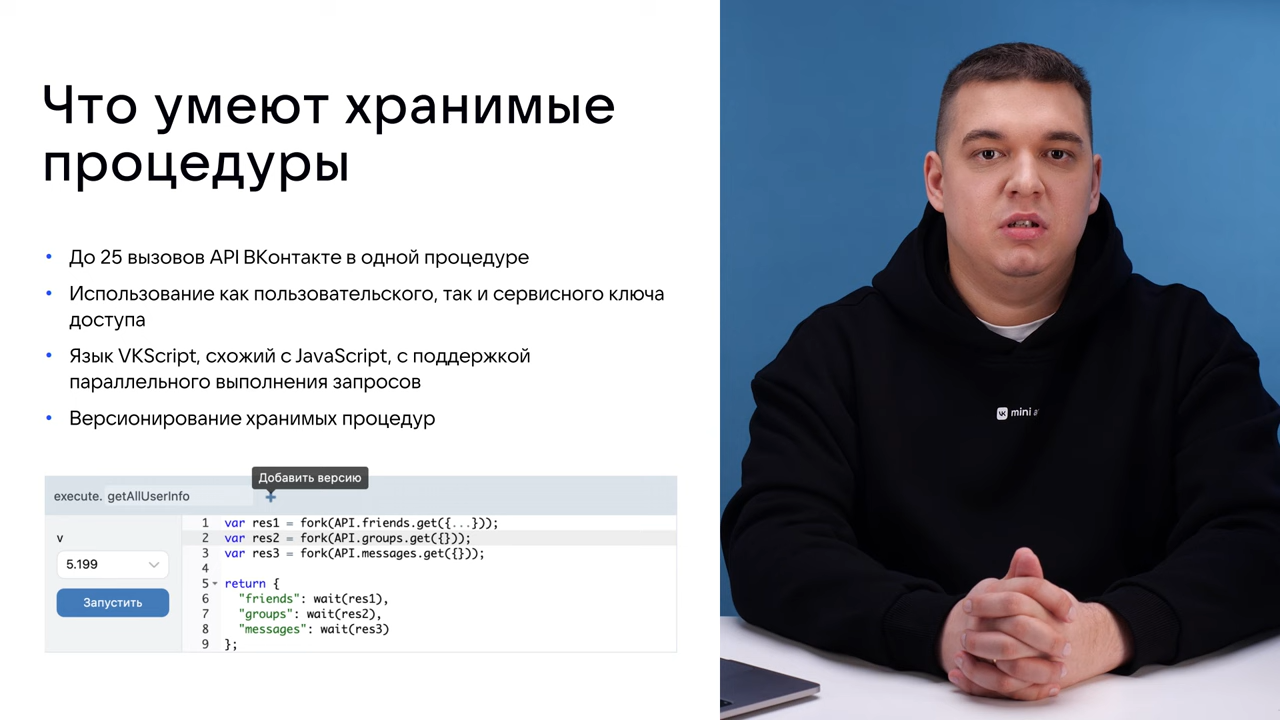 Что умеют хранимые
процедуры
До 25 вызовов API ВКонтакте в одной процедуре
Использование как пользовательского, так и сервисного ключа
доступа
Язык VKScript, схожий с JavaScript, с поддержкой
параллельного выполнения запросов
Версионирование хранимых процедур
Добавить версию
execute. getAllUserInfo +
v
5.199
Запустить
1 var res1 = fork(API.friends.get({...}));
2 var res2 = fork(API.groups.get({}));
3 var res3 = fork(API.messages.get({}));
4
5 return {
6 "friends": wait(res1),
7 "groups": wait(res2),
8 "messages": wait(res3)
9 };
VK mini